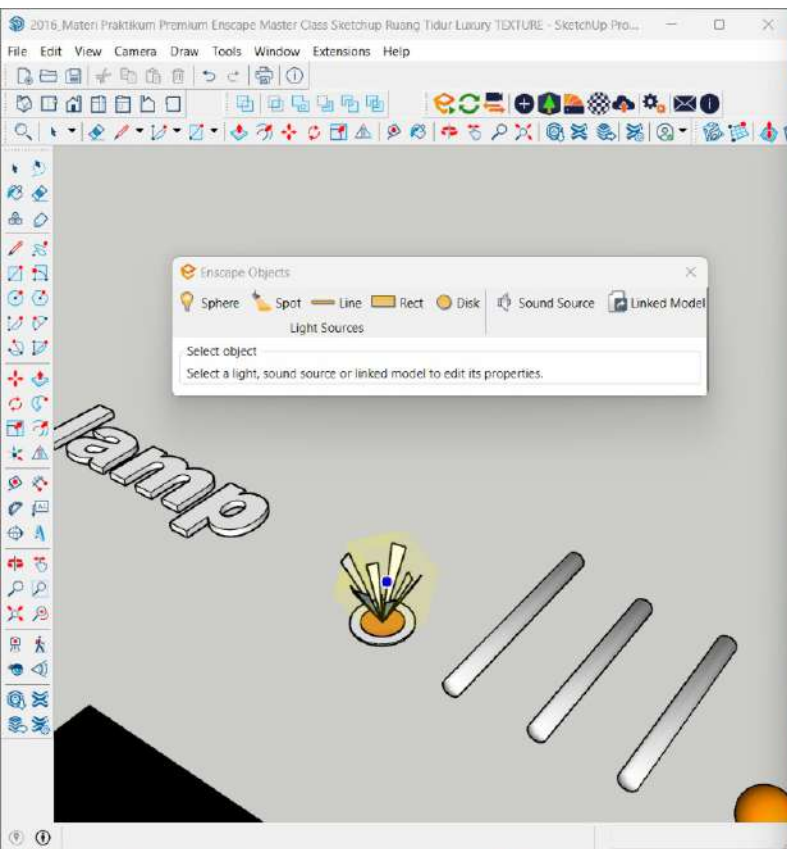 2016_Materi Praktikum Premium Enscape Master Class Sketchup Ruang Tidur Luxury TEXTURE - SketchUp Pro...
File Edit View Camera Draw Tools Window Extensions Help
Enscape Objects
Sphere Spot Line Rect Disk Sound Source Linked Model
Light Sources
Select object
Select a light, sound source or linked model to edit its properties.
lamp